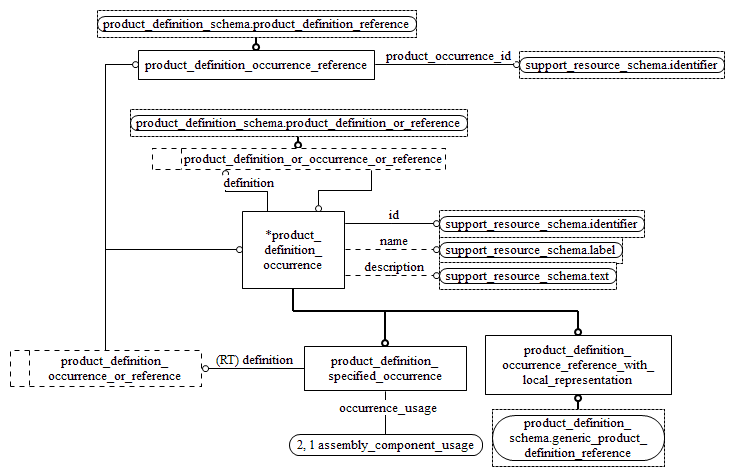 product_definition_schema.product_definition_reference
product_definition_occurrence_reference
product_occurrence_id
support_resource_schema.identifier
product_definition_schema.product_definition_or_reference
product_definition_or_occurrence_or_reference
definition
*product_
definition_
occurrence
id
support_resource_schema.identifier
name
support_resource_schema.label
description
support_resource_schema.text
product_definition_
occurrence_or_reference
(RT) definition
product_definition_
specified_occurrence
product_definition_
occurrence_reference_with_
local_representation
occurrence_usage
2, 1 assembly_component_usage
product_definition_
schema.generic_product_
definition_reference